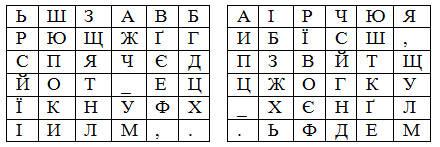 Ь Ш З А В Б А І Р Ч Ю Я
Р Ю Щ Ж Ґ Г И Б Ї С Ш ,
С П Я Ч Є Д П З В Й Т Щ
Й О Т _ Е Ц Ц Ж О Г К У
Ї К Н У Ф Х _ Х Є Н Ґ Л
І И Л М , . . Ь Ф Д Е М